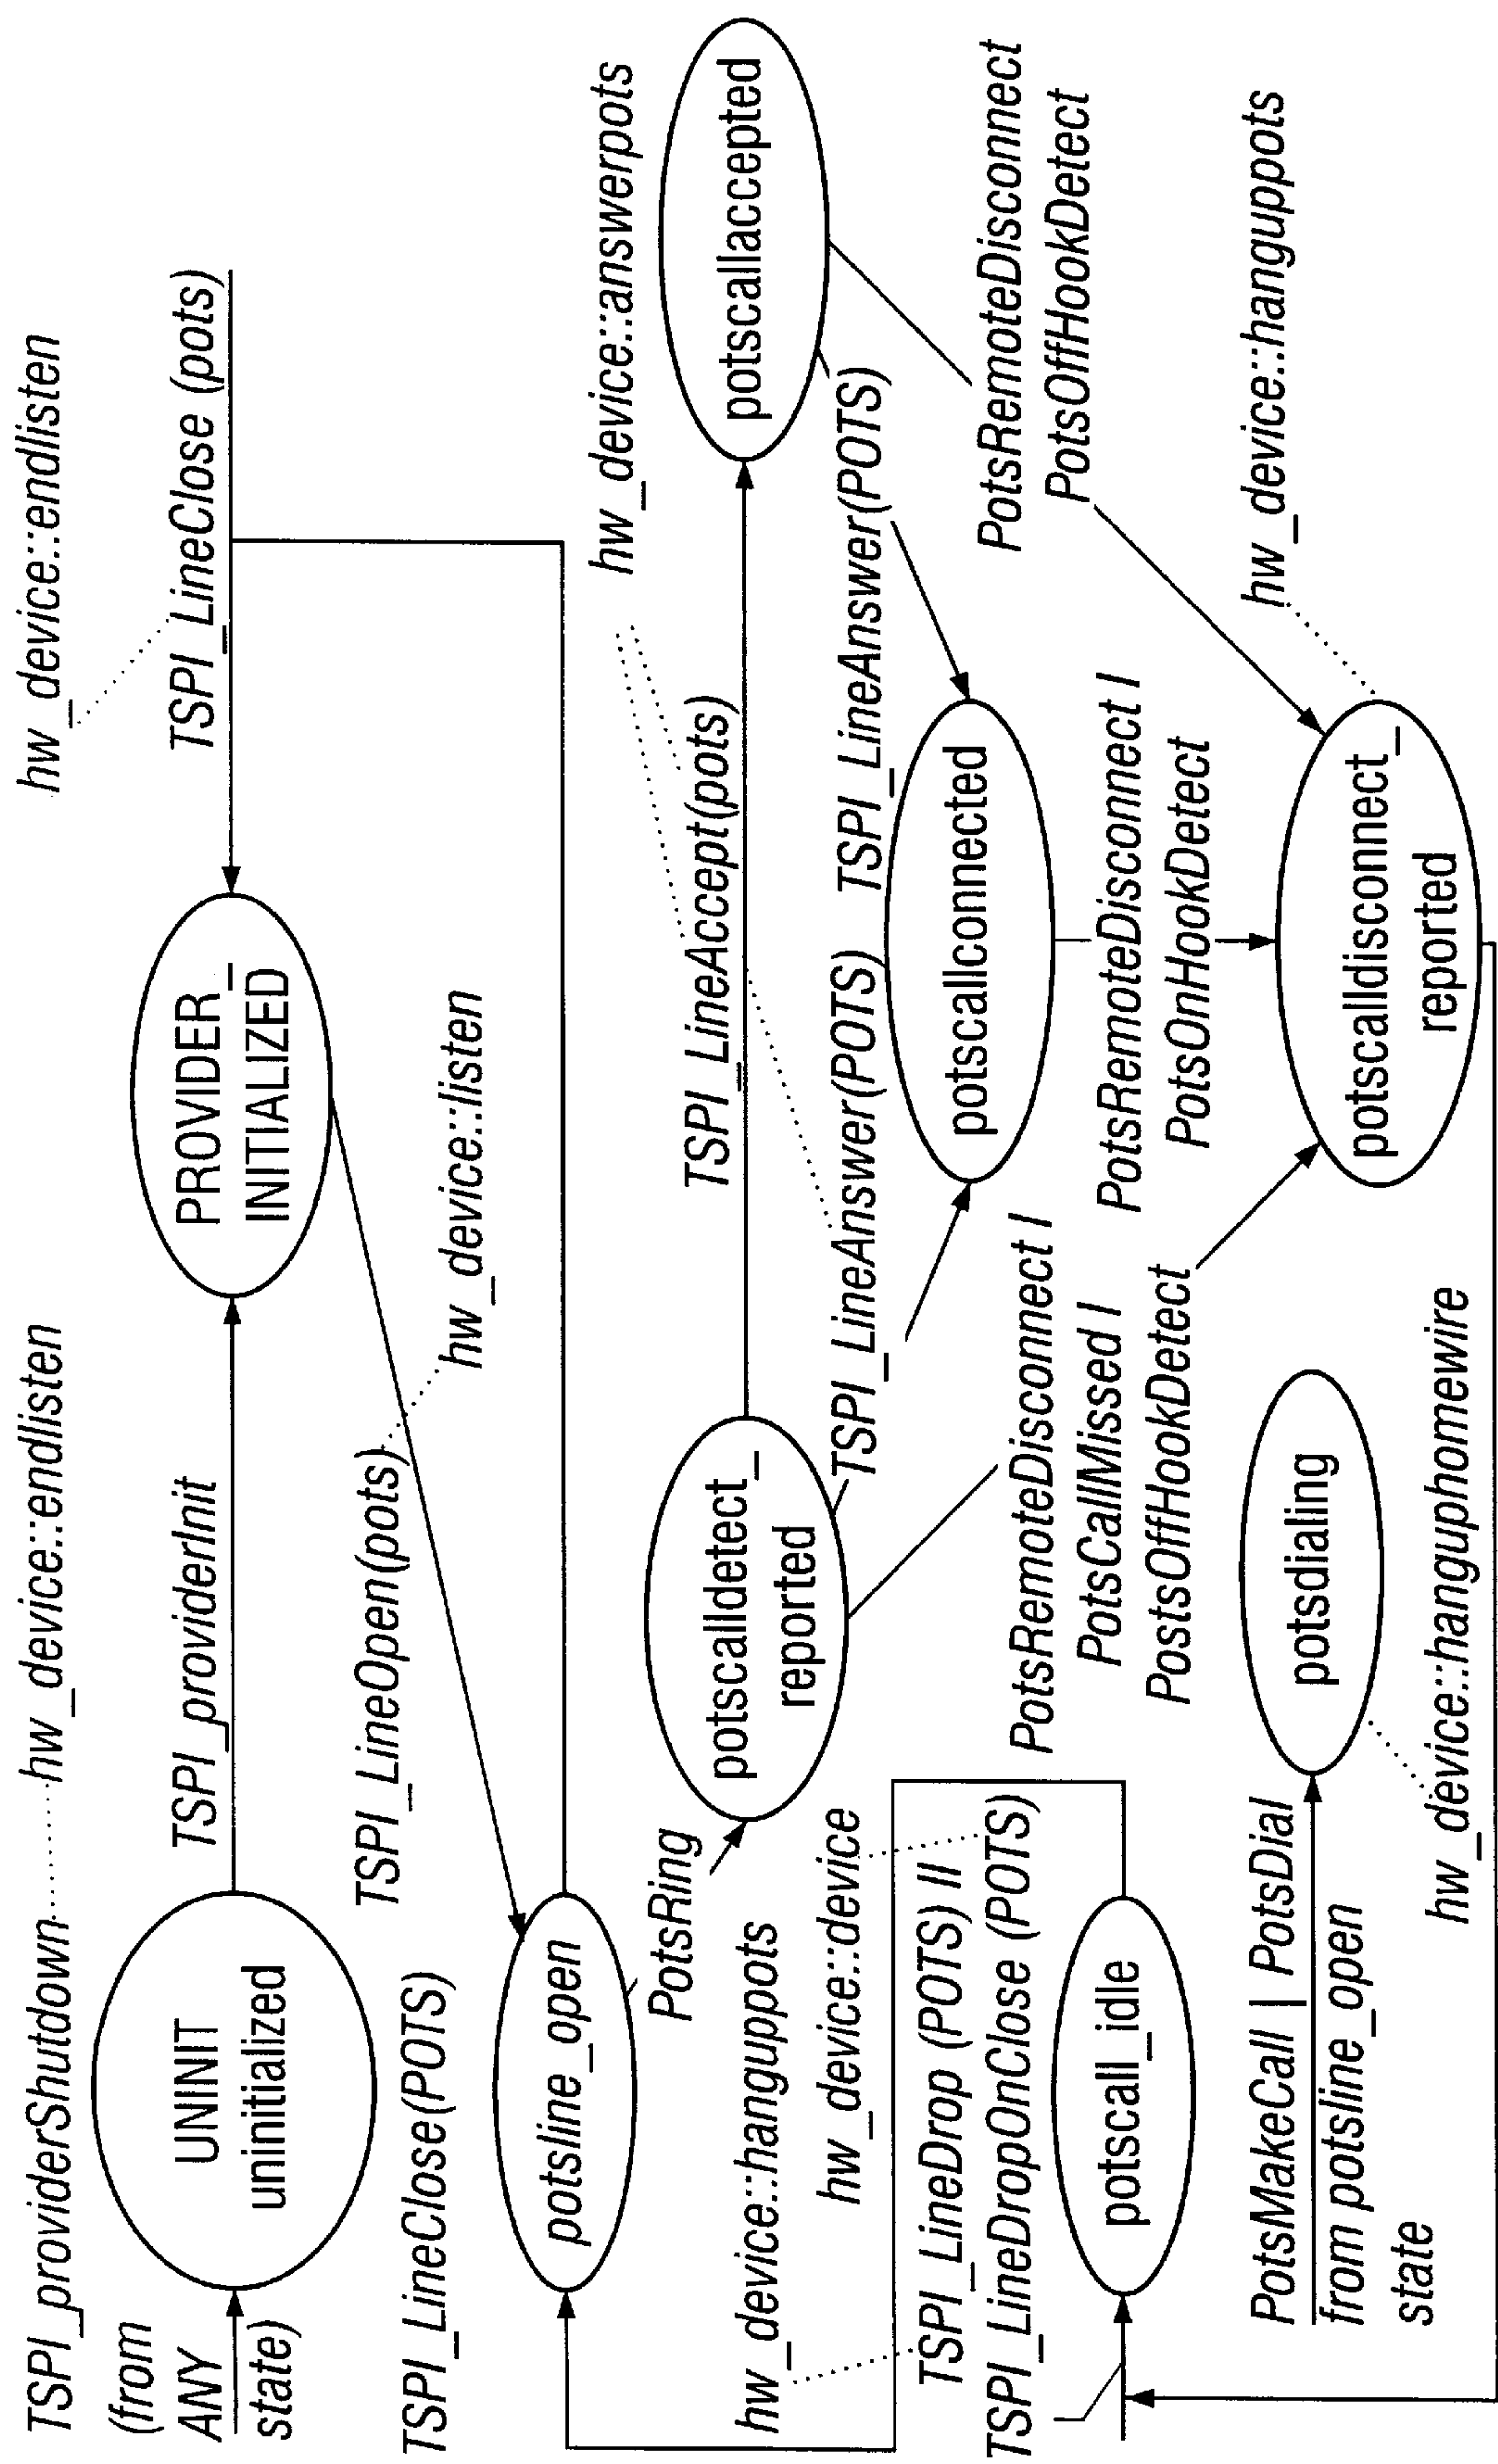 TSPI_providerShutdown
hw_device::endlisten
hw_device::endlisten
(from
ANY
state)
UNINIT
uninitialized
TSPI_providerInit
PROVIDER_
INITIALIZED
TSPI_LineClose (pots)
TSPI_LineOpen(pots)
hw_device::listen
TSPI_LineClose(POTS)
potsline_open
PotsRing
potscalldetect_
reported
TSPI_LineAccept(pots)
hw_device::answerpots
potscallaccepted
TSPI_LineAnswer(POTS)
TSPI_LineAnswer(POTS)
potscallconnected
hw_device::hanguppots
hw_device::device
TSPI_LineDrop (POTS) II
TSPI_LineDropOnClose (POTS)
potscall_idle
PotsRemoteDisconnect I
PotsCallMissed I
PostsOffHookDetect
PotsRemoteDisconnect I
PotsOnHookDetect
PotsRemoteDisconnect
PotsOffHookDetect
hw_device::hanguppots
potscalldisconnect_
reported
PotsMakeCall | PotsDial
from potsline_open
state
potsdialing
hw_device::hanguphomewire